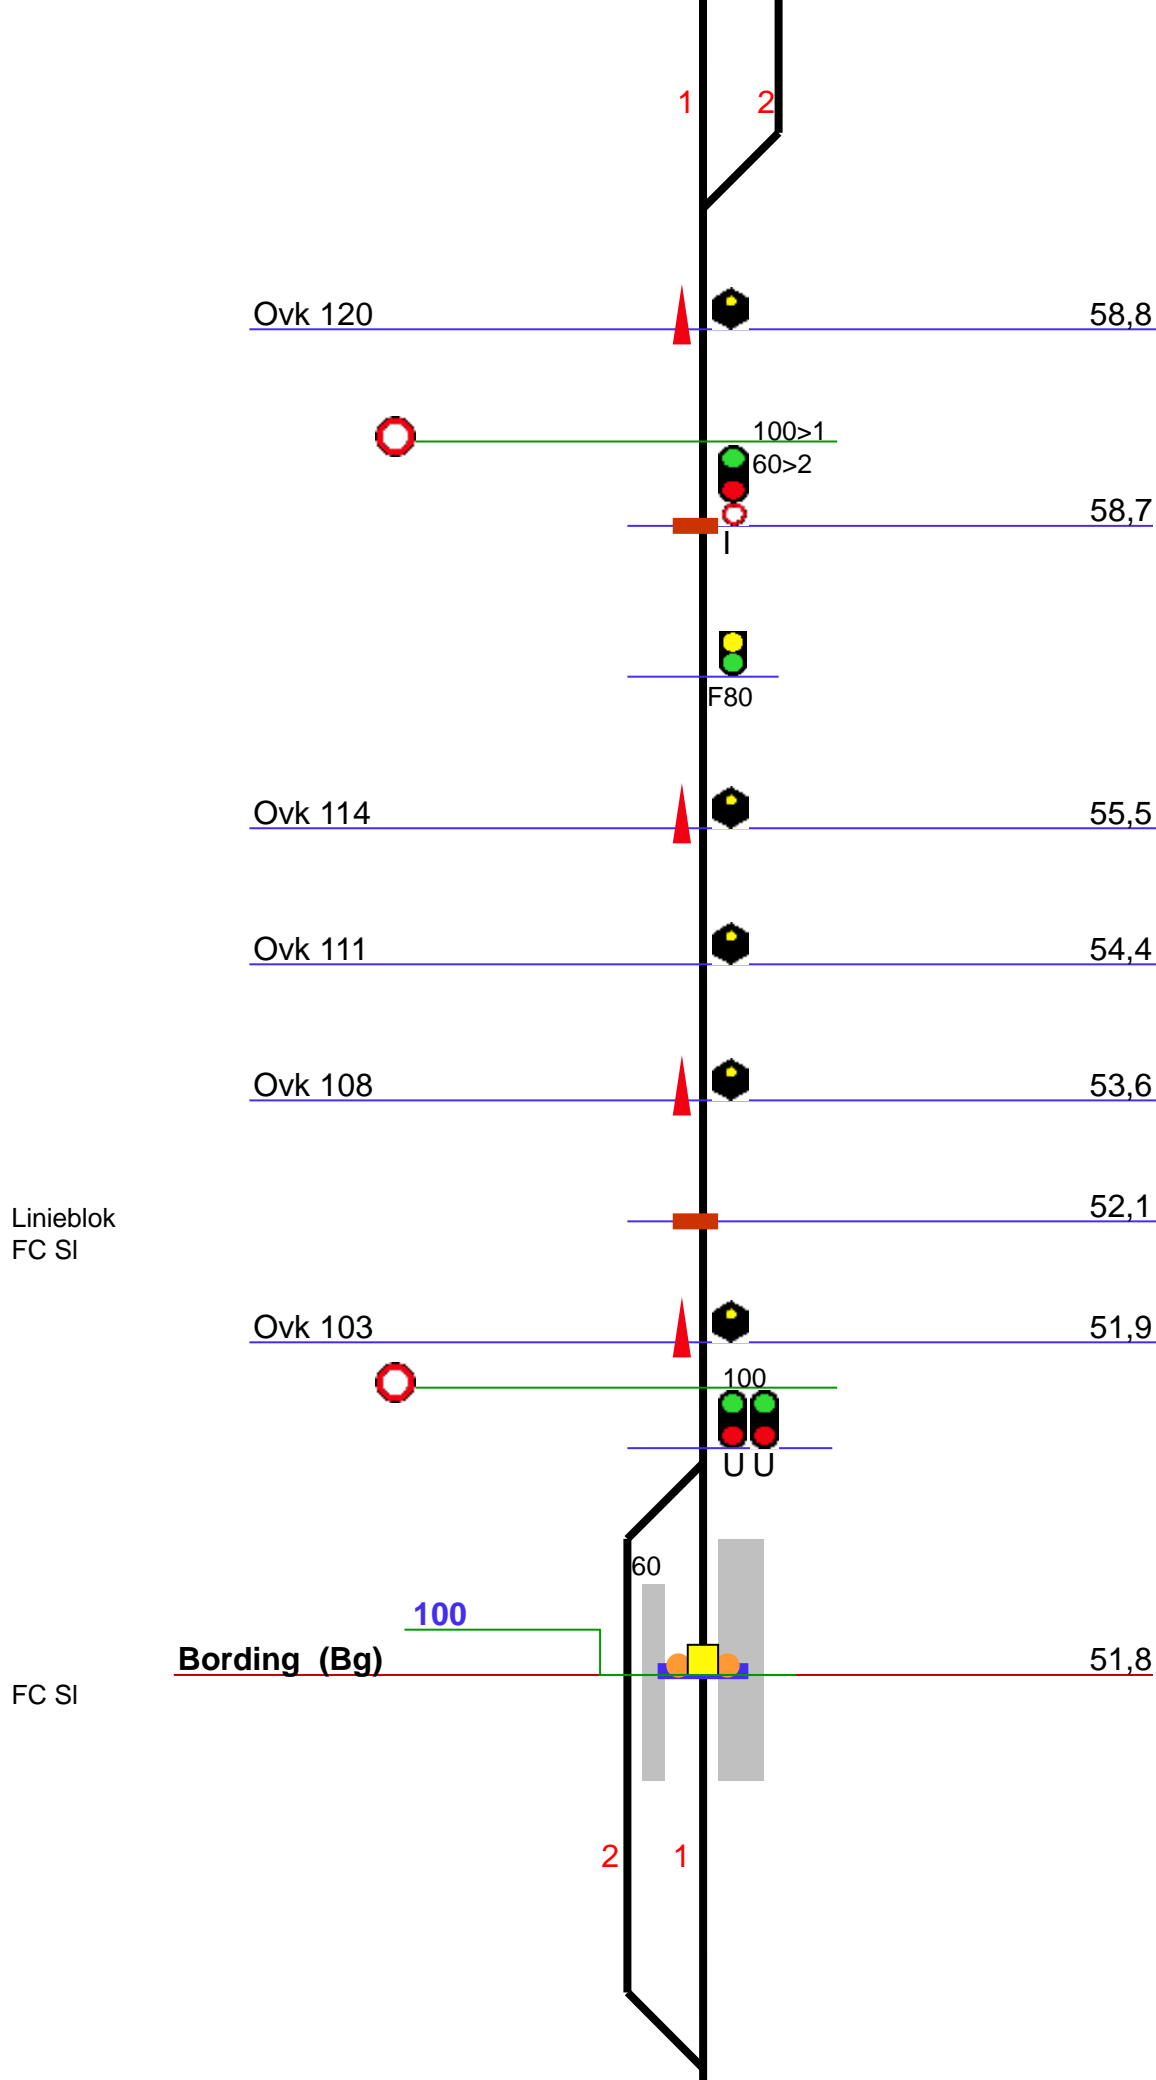 1 2
Ovk 120 58,8
100>1
60>2
58,7
I
F80
Ovk 114 55,5
Ovk 111 54,4
Ovk 108 53,6
52,1
Linieblok
FC Sl
Ovk 103 51,9
100
U U
60
100
Bording (Bg) 51,8
FC Sl
2 1